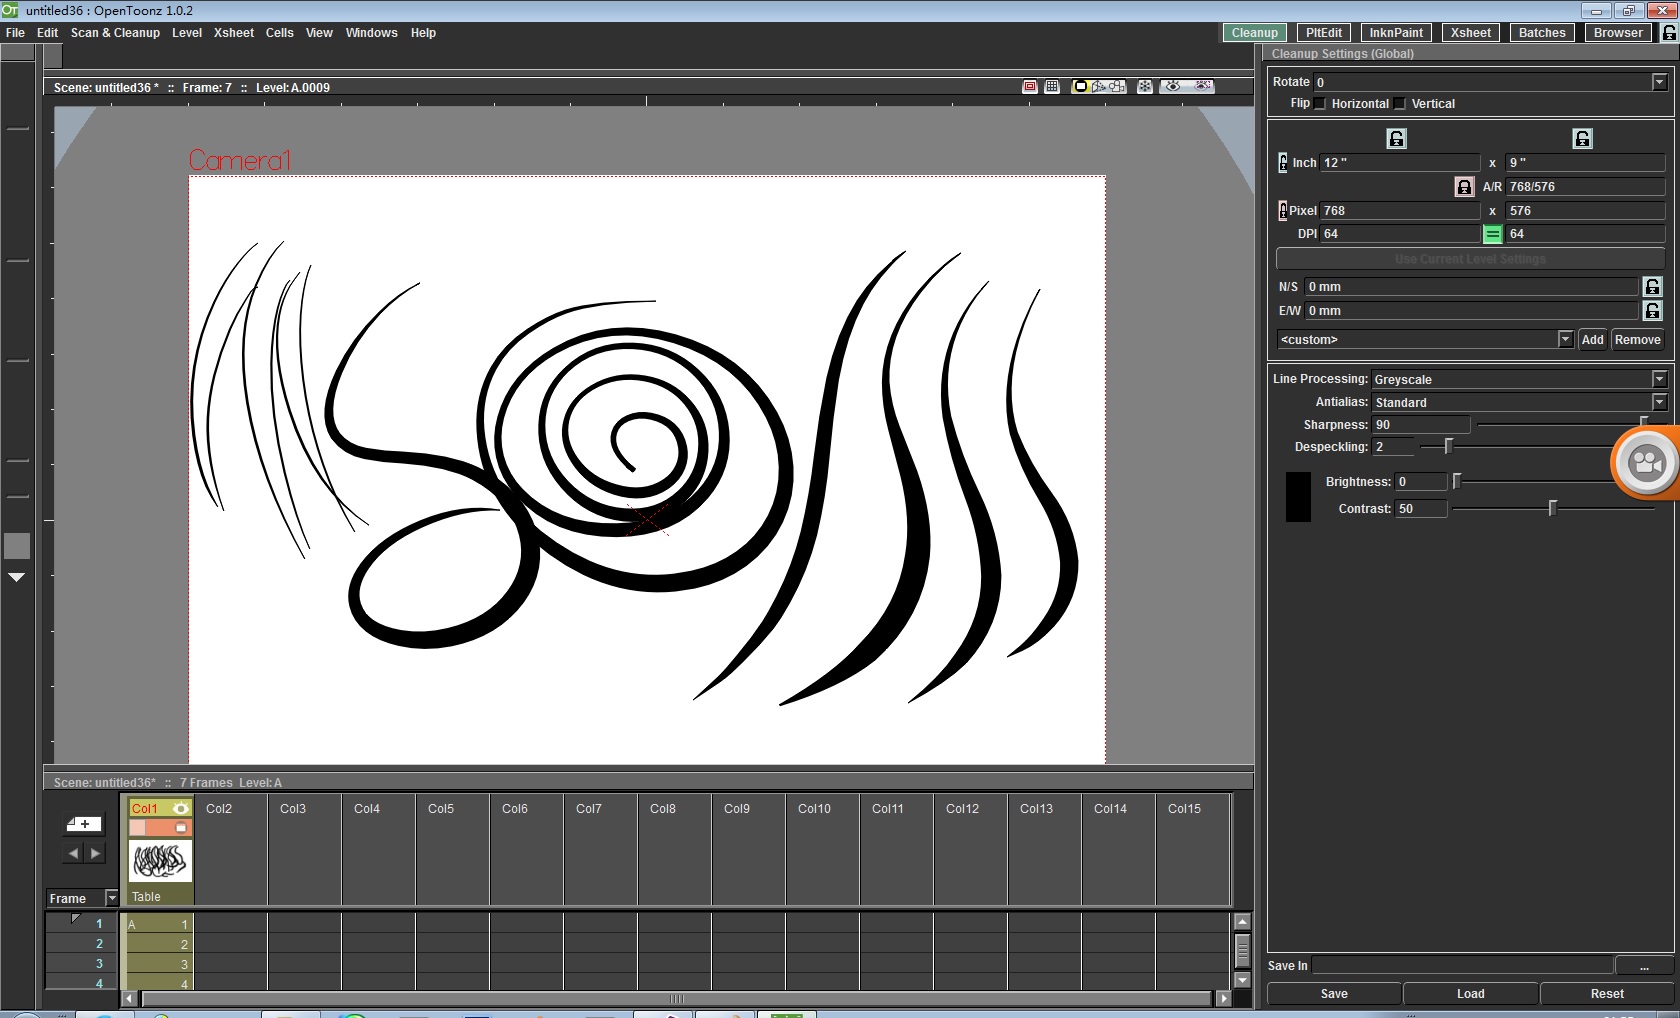 OT untitled36 : OpenToonz 1.0.2
File Edit Scan & Cleanup Level Xsheet Cells View Windows Help
Cleanup PltEdit InknPaint Xsheet Batches Browser
Cleanup Settings (Global)
Scene: untitled36 * :: Frame: 7 :: Level: A.0009
Camera1
Rotate 0
Flip Horizontal Vertical
Inch 12 " x 9 "
A/R 768/576
Pixel 768 x 576
DPI 64 64
Use Current Level Settings
N/S 0 mm
E/W 0 mm
<custom> Add Remove
Line Processing: Greyscale
Antialias: Standard
Sharpness: 90
Despeckling: 2
Brightness: 0
Contrast: 50
Save In ...
Save Load Reset
Scene: untitled36* :: 7 Frames Level: A
Col1 Col2 Col3 Col4 Col5 Col6 Col7 Col8 Col9 Col10 Col11 Col12 Col13 Col14 Col15
Table
Frame
1 A 1
2 2
3 3
4 4